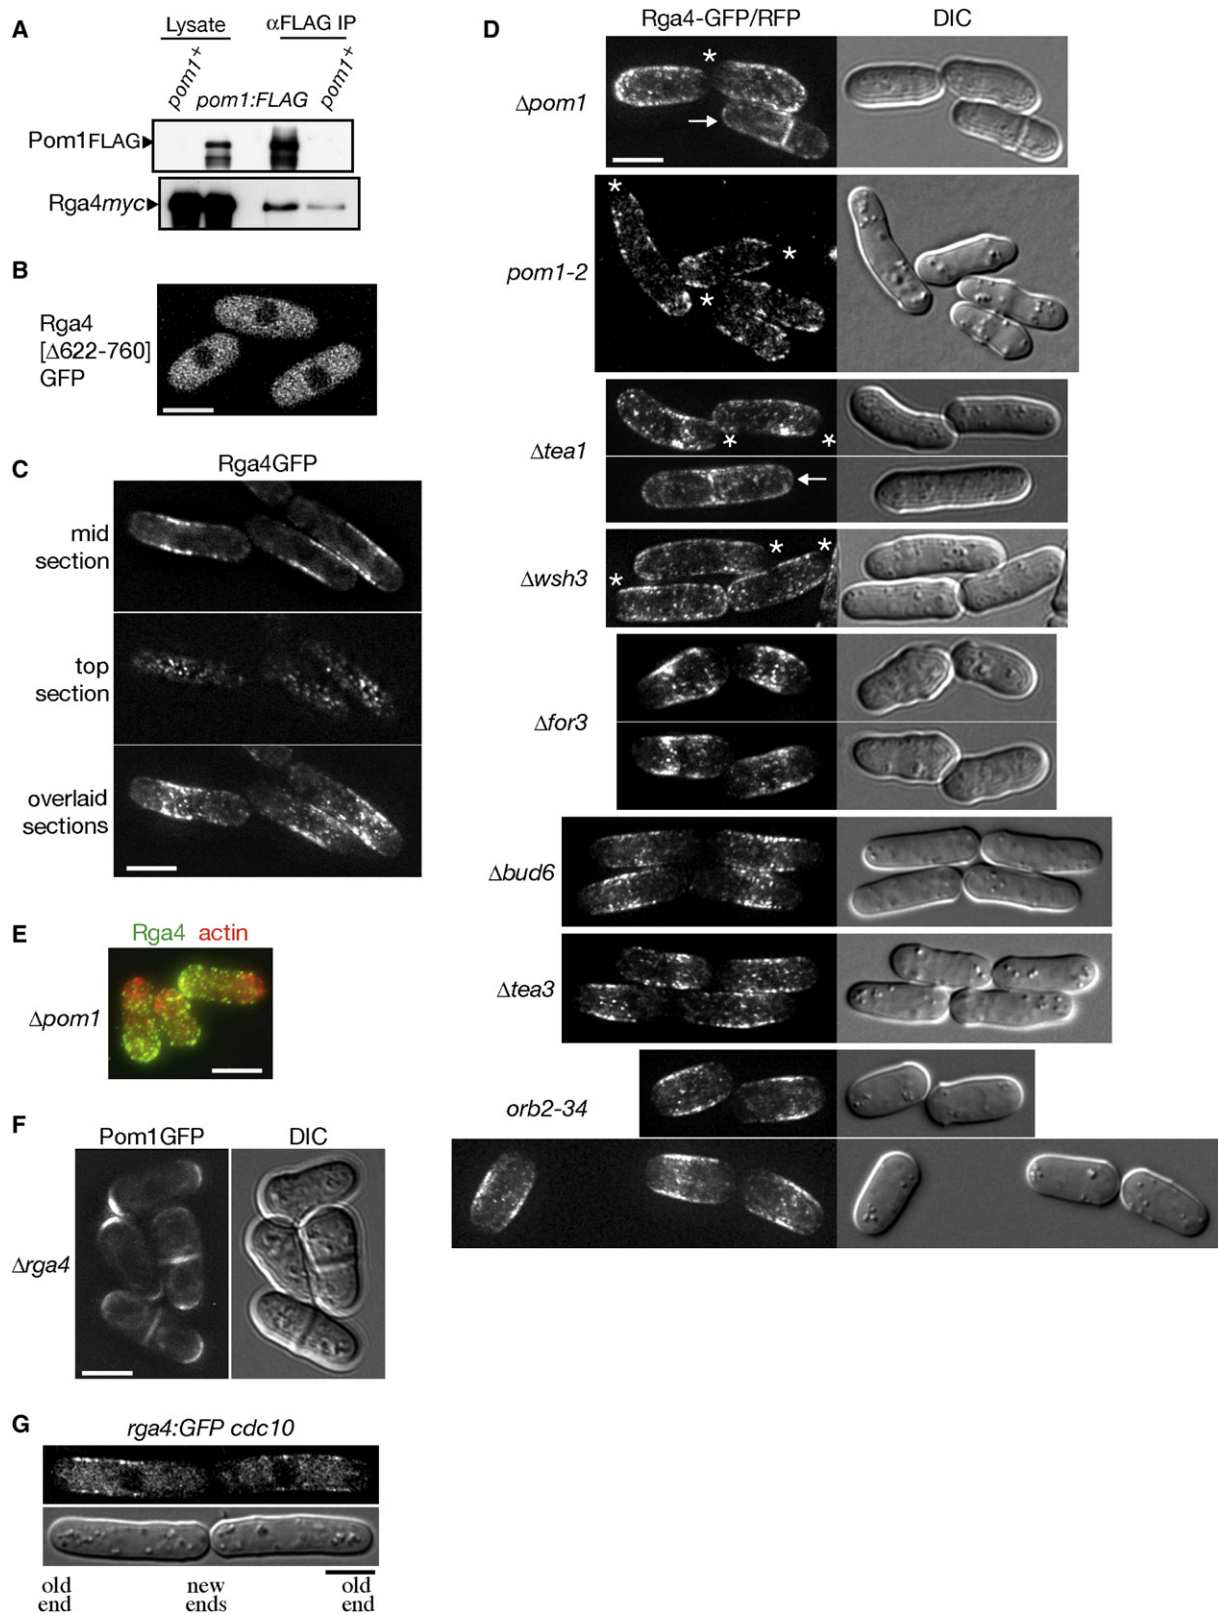 A
Lysate
αFLAG IP
pom1+
pom1:FLAG
pom1+
Pom1FLAG
Rga4myc
B
Rga4
[Δ622-760]
GFP
C
Rga4GFP
mid
section
top
section
overlaid
sections
D
Rga4-GFP/RFP
DIC
Δpom1
*
pom1-2
*
*
*
Δtea1
*
*
Δwsh3
*
*
*
Δfor3
Δbud6
Δtea3
orb2-34
E
Rga4 actin
Δpom1
F
Pom1GFP
DIC
Δrga4
G
rga4:GFP cdc10
old
end
new
ends
old
end